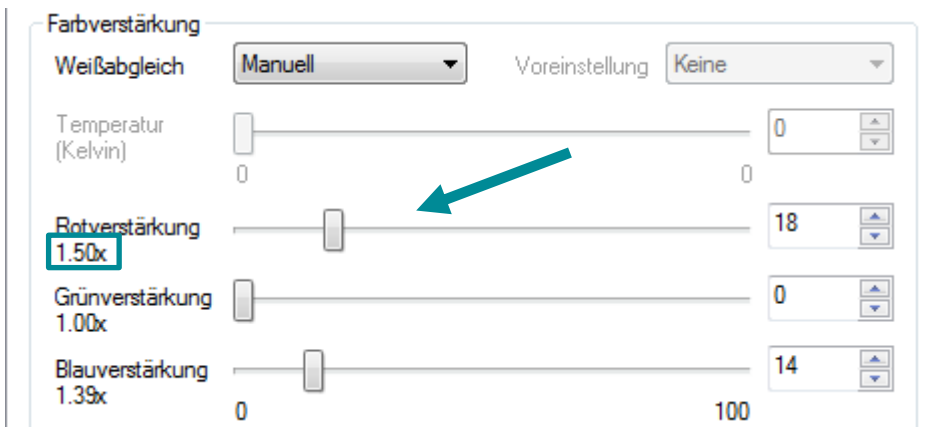 Farbverstärkung
Weißabgleich Manuell Voreinstellung Keine
Temperatur
(Kelvin) 0
0 0
Rotverstärkung 18
1.50x
Grünverstärkung 0
1.00x
Blauverstärkung 14
1.39x
0 100